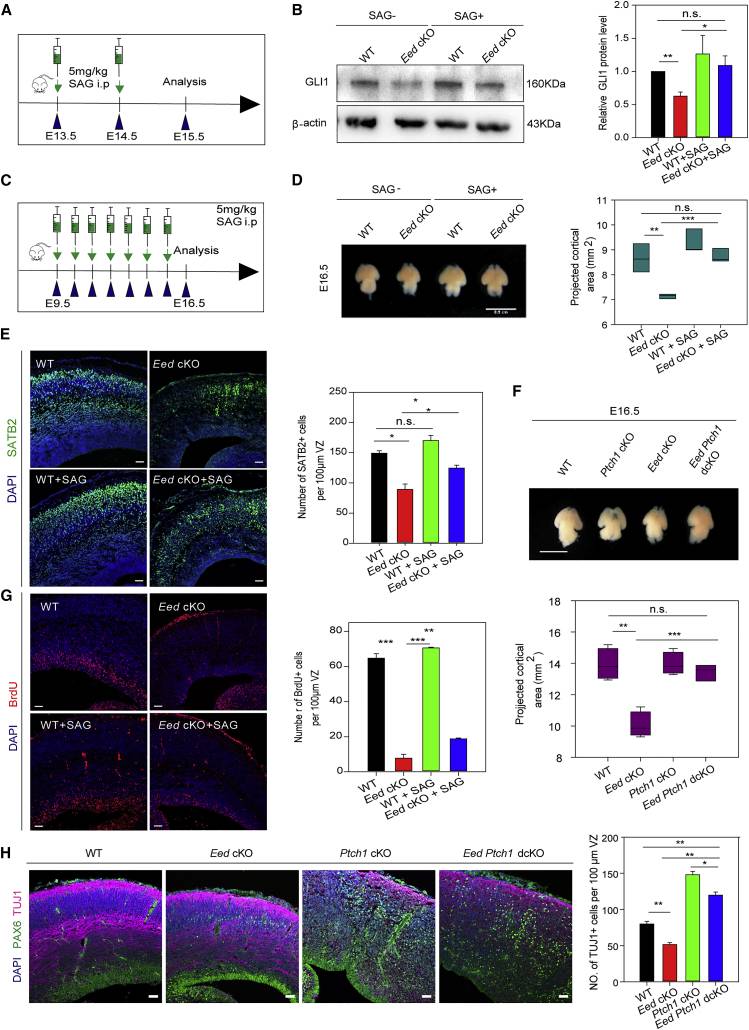 A
5mg/kg
SAG i.p
Analysis
E13.5
E14.5
E15.5
B
SAG-
SAG+
WT
Eed cKO
WT
Eed cKO
GLI1
160KDa
β-actin
43KDa
Relative GLI1 protein level
2.0
1.5
1.0
0.5
0.0
n.s.
*
**
WT
Eed cKO
WT+SAG
Eed cKO+SAG
C
5mg/kg
SAG i.p
Analysis
E9.5
E16.5
D
SAG -
SAG+
WT
Eed cKO
WT
Eed cKO
E16.5
0.5 cm
Projected cortical
area (mm 2)
11
10
9
8
7
6
n.s.
***
**
WT
Eed cKO
WT + SAG
Eed cKO + SAG
E
SATB2
DAPI
WT
Eed cKO
WT+SAG
Eed cKO+SAG
Number of SATB2+ cells
per 100μm VZ
250
200
150
100
50
0
*
*
n.s.
*
WT
Eed cKO
WT + SAG
Eed cKO + SAG
F
E16.5
WT
Ptch1 cKO
Eed cKO
Eed Ptch1
dcKO
Projjected cortical
area (mm2)
18
16
14
12
10
8
n.s.
**
***
WT
Eed cKO
Ptch1 cKO
Eed Ptch1 dcKO
G
BrdU
DAPI
WT
Eed cKO
WT+SAG
Eed cKO+SAG
Numbe r of BrdU+ cells
per 100μm VZ
80
60
40
20
0
**
***
***
WT
Eed cKO
WT + SAG
Eed cKO + SAG
H
WT
Eed cKO
Ptch1 cKO
Eed Ptch1 dcKO
DAPI PAX6 TUJ1
NO. of TUJ1+ cells per 100 μm VZ
200
150
100
50
0
**
**
*
**
WT
Eed cKO
Ptch1 cKO
Eed Ptch1 dcKO